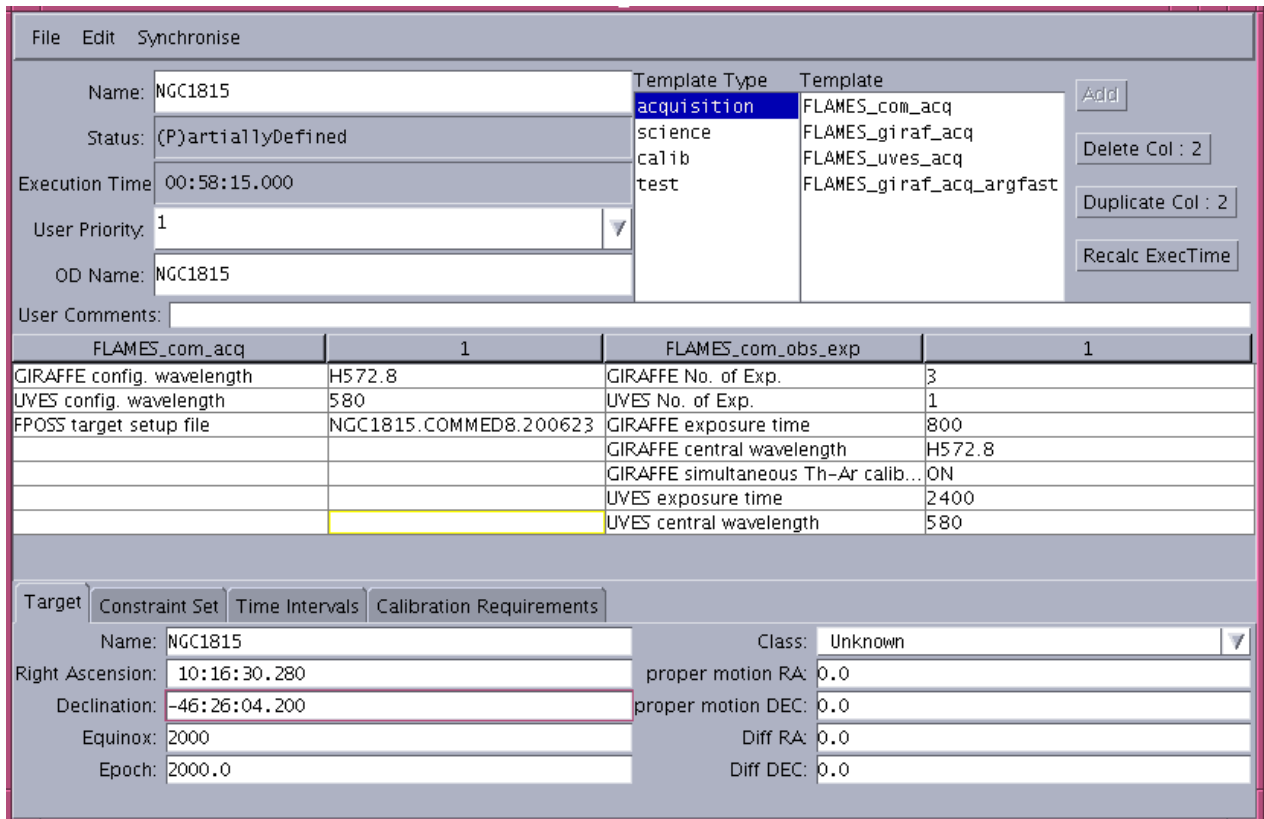 File Edit Synchronise
Name: NGC1815
Status: (P)artiallyDefined
Execution Time 00:58:15.000
User Priority: 1
OD Name: NGC1815
Template Type Template
acquisition FLAMES_com_acq
science FLAMES_giraf_acq
calib FLAMES_uves_acq
test FLAMES_giraf_acq_argfast
Add
Delete Col : 2
Duplicate Col : 2
Recalc ExecTime
User Comments:
FLAMES_com_acq 1 FLAMES_com_obs_exp 1
GIRAFFE config. wavelength H572.8 GIRAFFE No. of Exp. 3
UVES config. wavelength 580 UVES No. of Exp. 1
FPOSS target setup file NGC1815.COMMED8.200623 GIRAFFE exposure time 800
GIRAFFE central wavelength H572.8
GIRAFFE simultaneous Th-Ar calib... ON
UVES exposure time 2400
UVES central wavelength 580
Target Constraint Set Time Intervals Calibration Requirements
Name: NGC1815 Class: Unknown
Right Ascension: 10:16:30.280 proper motion RA: 0.0
Declination: -46:26:04.200 proper motion DEC: 0.0
Equinox: 2000 Diff RA: 0.0
Epoch: 2000.0 Diff DEC: 0.0